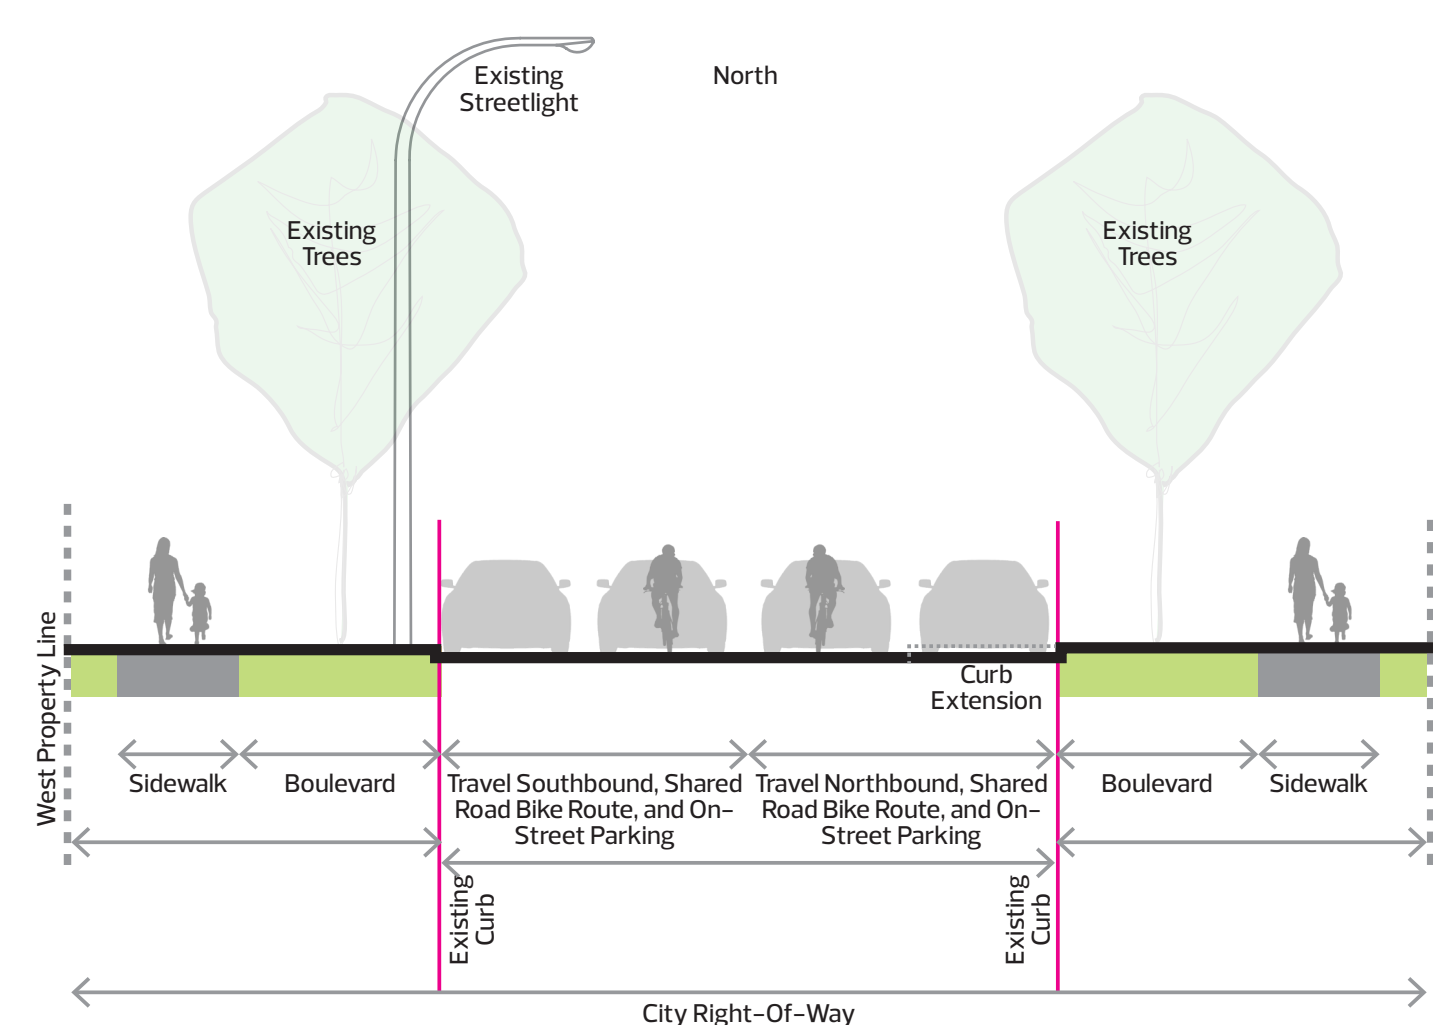 Existing
Streetlight
North
Existing
Trees
Existing
Trees
West Property Line
Curb
Extension
Sidewalk
Boulevard
Travel Southbound, Shared
Road Bike Route, and On-
Street Parking
Travel Northbound, Shared
Road Bike Route, and On-
Street Parking
Boulevard
Sidewalk
Existing
Curb
Existing
Curb
City Right-Of-Way